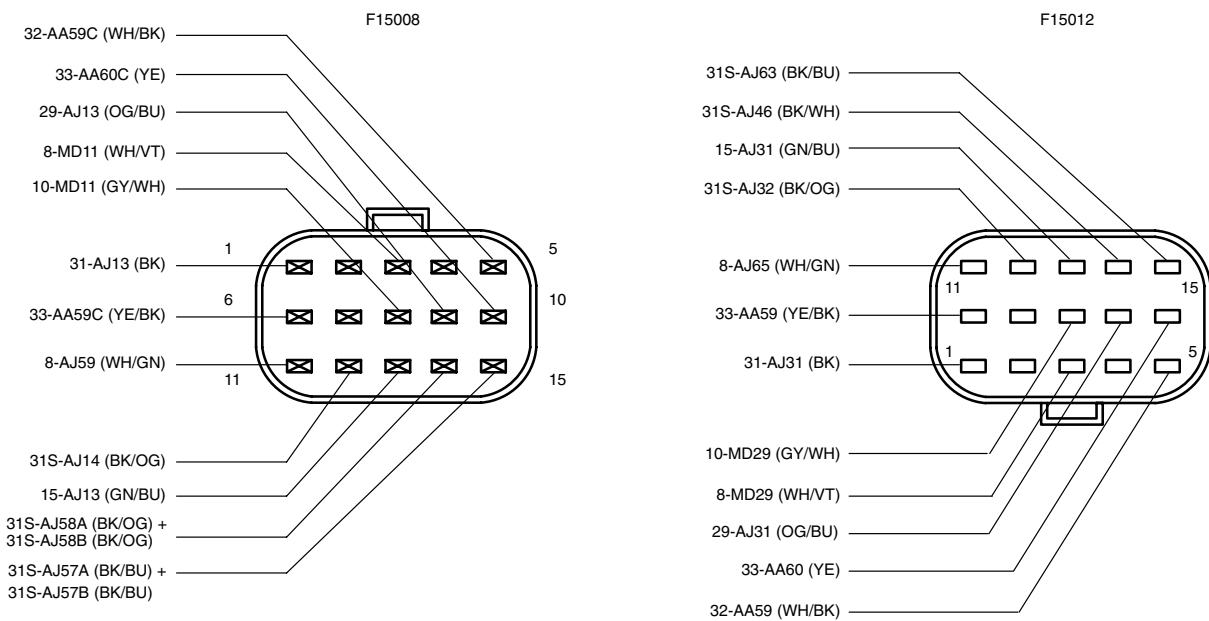 F15008
32-AA59C (WH/BK)
33-AA60C (YE)
29-AJ13 (OG/BU)
8-MD11 (WH/VT)
10-MD11 (GY/WH)
1
5
31-AJ13 (BK)
6
10
33-AA59C (YE/BK)
8-AJ59 (WH/GN)
11
15
31S-AJ14 (BK/OG)
15-AJ13 (GN/BU)
31S-AJ58A (BK/OG) +
31S-AJ58B (BK/OG)
31S-AJ57A (BK/BU) +
31S-AJ57B (BK/BU)
F15012
31S-AJ63 (BK/BU)
31S-AJ46 (BK/WH)
15-AJ31 (GN/BU)
31S-AJ32 (BK/OG)
8-AJ65 (WH/GN)
11
15
33-AA59 (YE/BK)
31-AJ31 (BK)
1
5
10-MD29 (GY/WH)
8-MD29 (WH/VT)
29-AJ31 (OG/BU)
33-AA60 (YE)
32-AA59 (WH/BK)